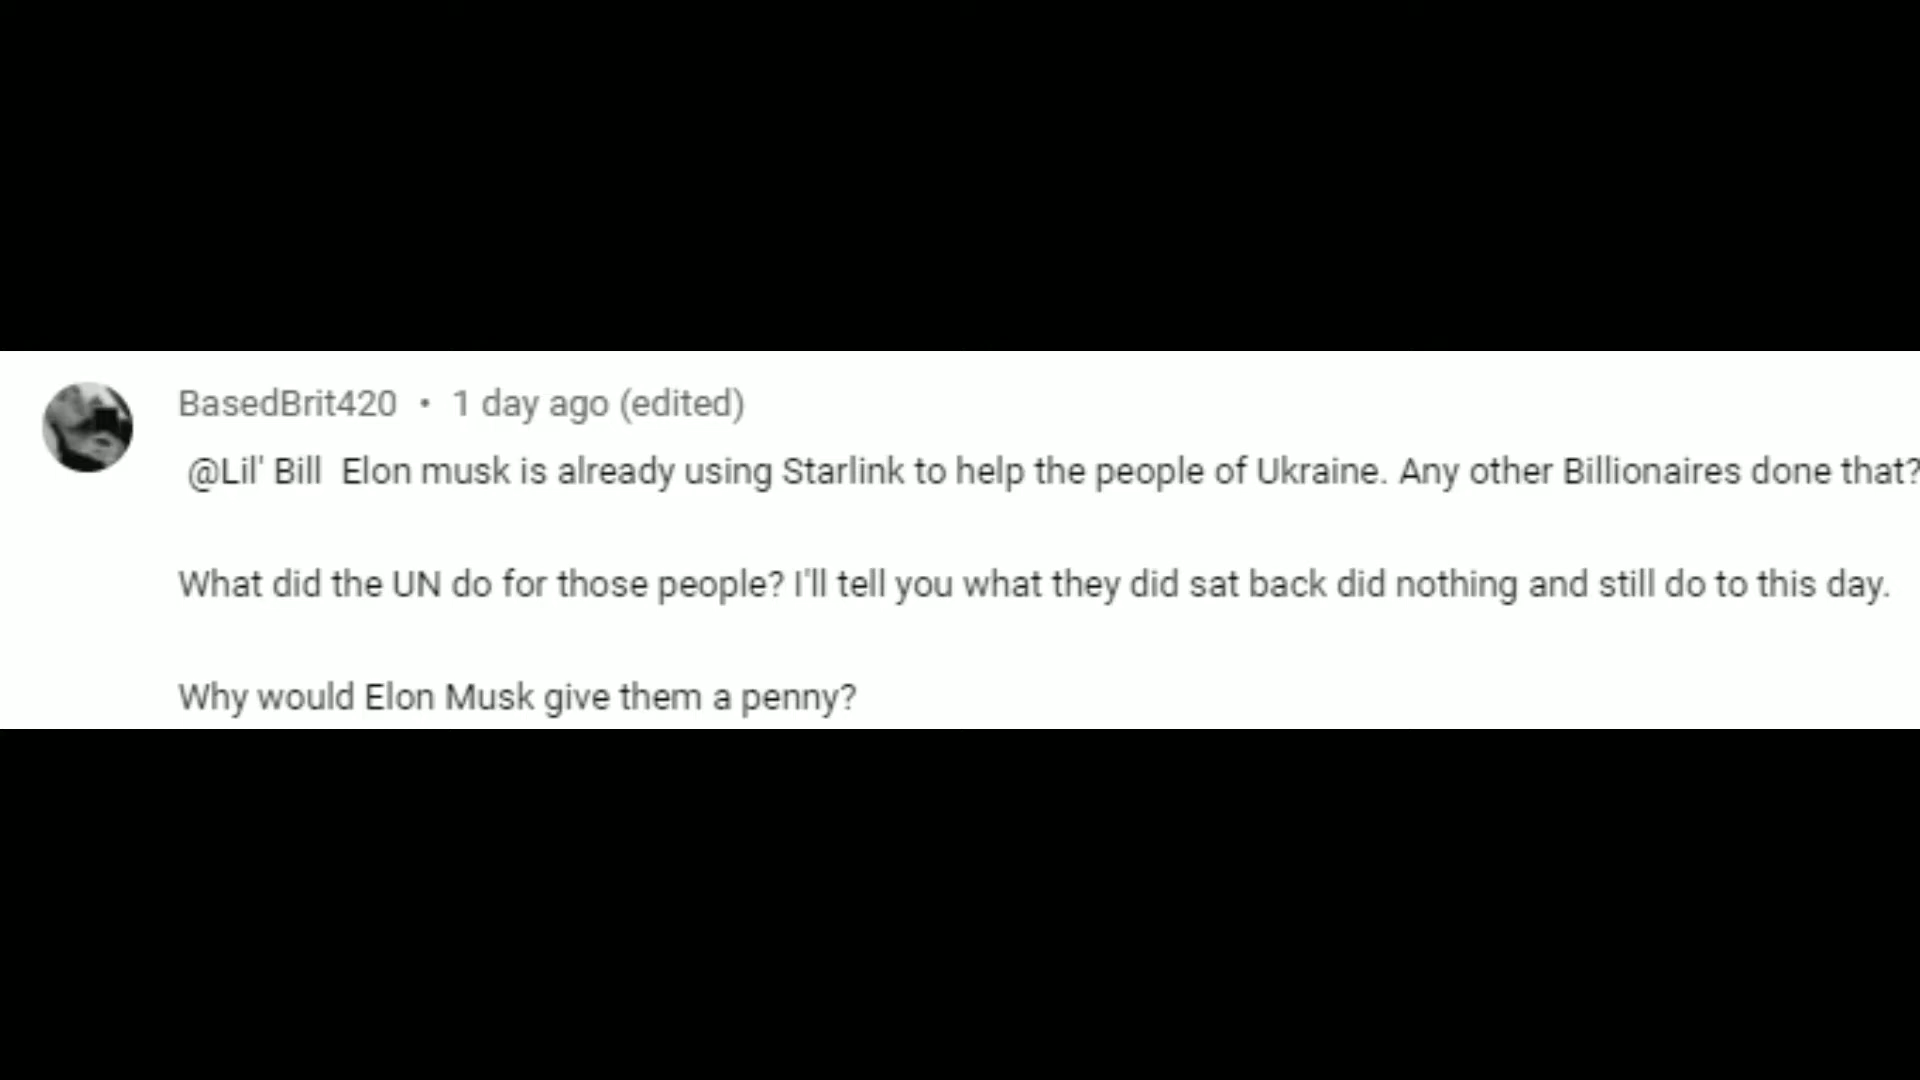 BasedBrit420 • 1 day ago (edited)
@Lil' Bill Elon musk is already using Starlink to help the people of Ukraine. Any other Billionaires done that?
What did the UN do for those people? I'll tell you what they did sat back did nothing and still do to this day.
Why would Elon Musk give them a penny?